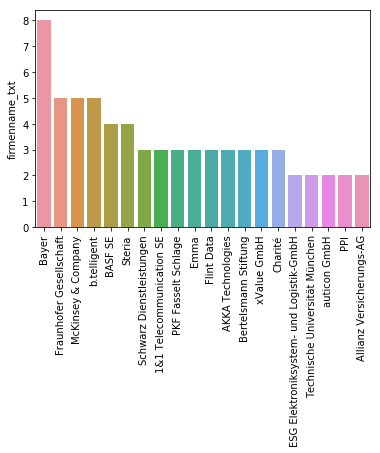 firmenname_txt
8
7
6
5
4
3
2
1
0
Bayer
Fraunhofer Gesellschaft
McKinsey & Company
b.telligent
BASF SE
Steria
Schwarz Dienstleistungen
1&1 Telecommunication SE
PKF Fasselt Schlage
Emma
Flint Data
AKKA Technologies
Bertelsmann Stiftung
xValue GmbH
Charité
ESG Elektroniksystem- und Logistik-GmbH
Technische Universität München
auticon GmbH
PPI
Allianz Versicherungs-AG